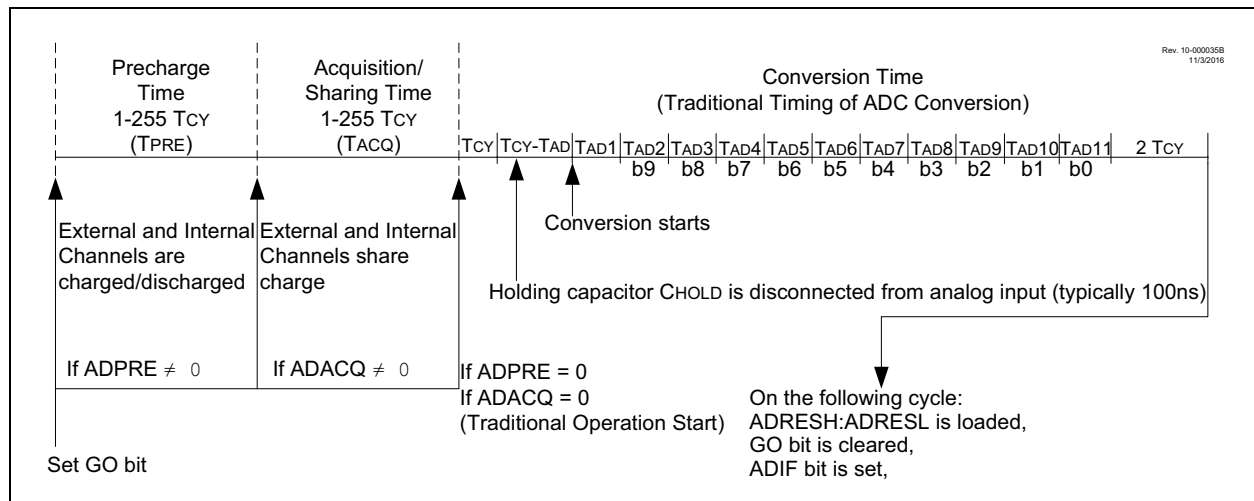 Rev. 10-000035B
11/3/2016
Precharge
Time
1-255 TCY
(TPRE)
Acquisition/
Sharing Time
1-255 TCY
(TACQ)
Conversion Time
(Traditional Timing of ADC Conversion)
TCY TCY-TAD TAD1 TAD2 TAD3 TAD4 TAD5 TAD6 TAD7 TAD8 TAD9 TAD10 TAD11 2 TCY
b9 b8 b7 b6 b5 b4 b3 b2 b1 b0
External and Internal
Channels are
charged/discharged
External and Internal
Channels share
charge
Conversion starts
Holding capacitor CHOLD is disconnected from analog input (typically 100ns)
If ADPRE ≠ 0
If ADACQ ≠ 0
If ADPRE = 0
If ADACQ = 0
(Traditional Operation Start)
On the following cycle:
ADRESH:ADRESL is loaded,
GO bit is cleared,
ADIF bit is set,
Set GO bit